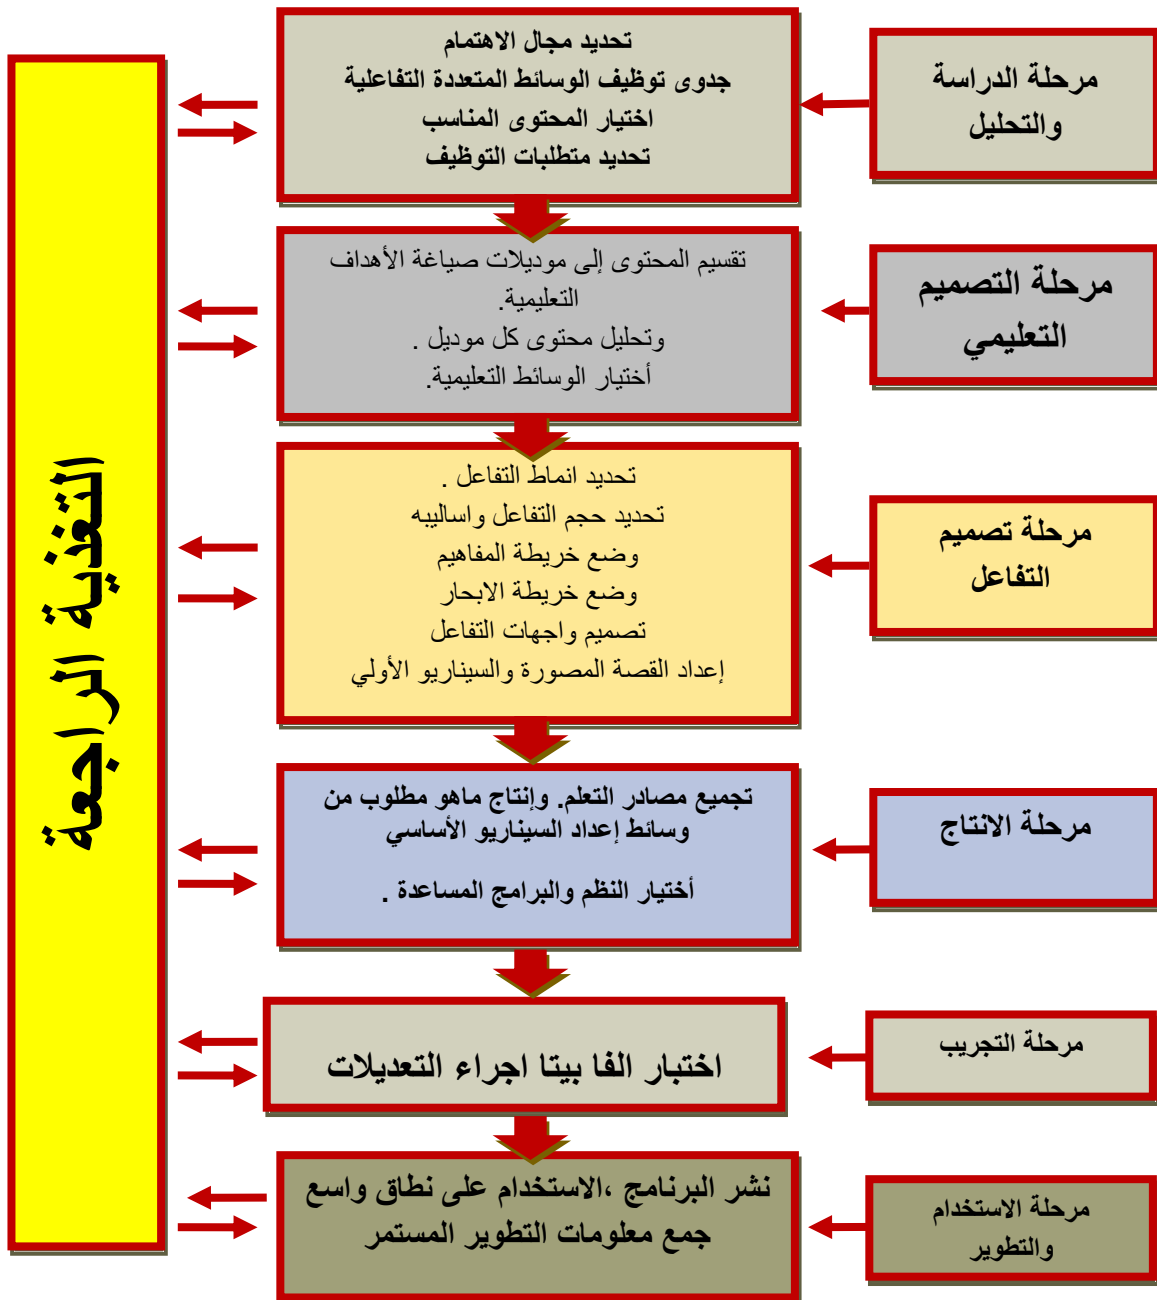 مرحلة الدراسة
والتحليل
تحديد مجال الاهتمام
جدوى توظيف الوسائط المتعددة التفاعلية
اختيار المحتوى المناسب
تحديد متطلبات التوظيف
مرحلة التصميم
التعليمي
تقسيم المحتوى إلى موديلات صياغة الأهداف
التعليمية.
وتحليل محتوى كل موديل .
أختيار الوسائط التعليمية.
مرحلة تصميم
التفاعل
تحديد انماط التفاعل .
تحديد حجم التفاعل واساليبه
وضع خريطة المفاهيم
وضع خريطة الابحار
تصميم واجهات التفاعل
إعداد القصة المصورة والسيناريو الأولي
مرحلة الانتاج
تجميع مصادر التعلم. وإنتاج ماهو مطلوب من
وسائط إعداد السيناريو الأساسي
أختيار النظم والبرامج المساعدة .
مرحلة التجريب
اختبار الفا بيتا اجراء التعديلات
مرحلة الاستخدام
والتطوير
نشر البرنامج ،الاستخدام على نطاق واسع
جمع معلومات التطوير المستمر
التغذية الراجعة